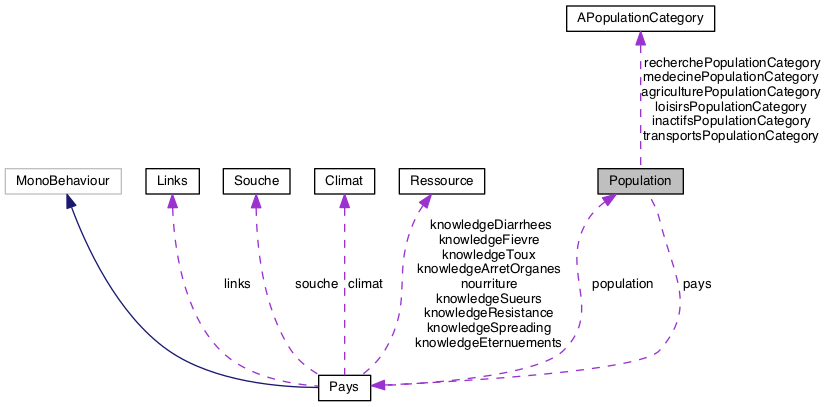 APopulationCategory
recherchePopulationCategory
medecinePopulationCategory
agriculturePopulationCategory
loisirsPopulationCategory
inactifsPopulationCategory
transportsPopulationCategory
MonoBehaviour
Links
Souche
Climat
Ressource
Population
knowledgeDiarrhees
knowledgeFievre
knowledgeToux
knowledgeArretOrganes
nourriture
knowledgeSueurs
knowledgeResistance
knowledgeSpreading
knowledgeEternuements
links
souche
climat
population
pays
Pays